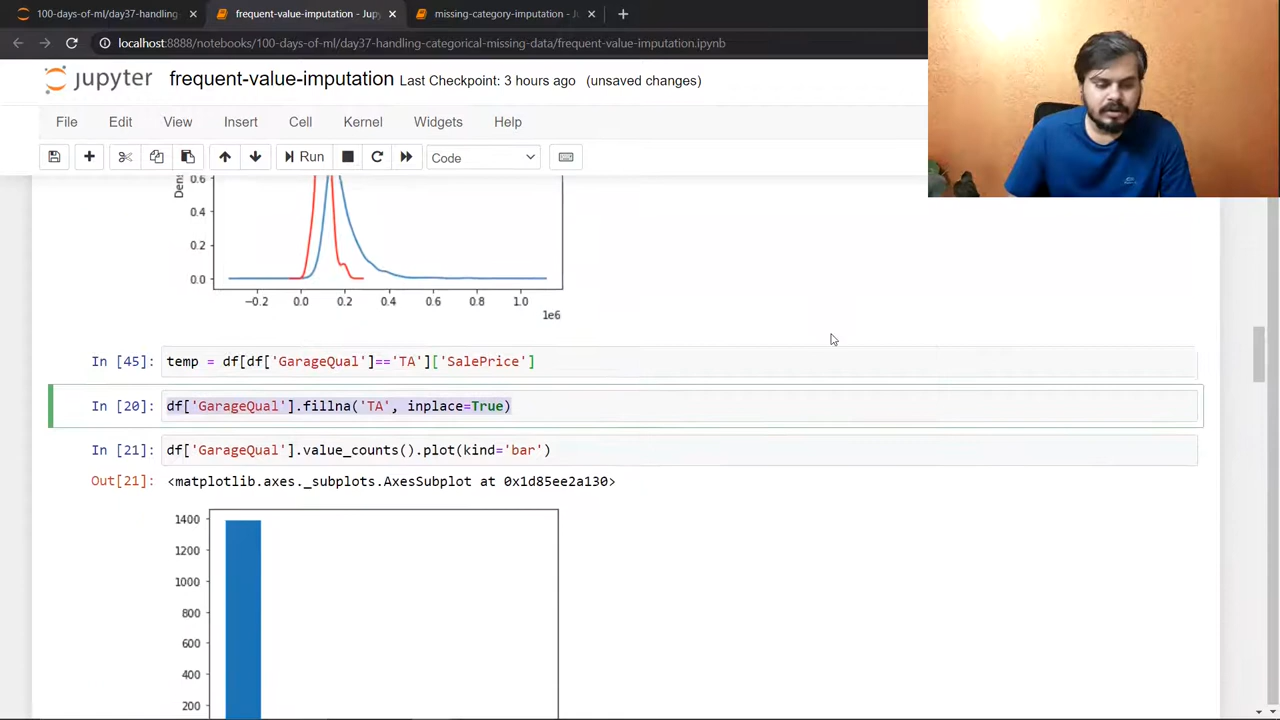 100-days-of-ml/day37-handling
frequent-value-imputation - Jup
missing-category-imputation - Ju
localhost:8888/notebooks/100-days-of-ml/day37-handling-categorical-missing-data/frequent-value-imputation.ipynb
jupyter frequent-value-imputation Last Checkpoint: 3 hours ago (unsaved changes)
File Edit View Insert Cell Kernel Widgets Help
Run Code
Dens
0.6
0.4
0.2
0.0
−0.2 0.0 0.2 0.4 0.6 0.8 1.0
1e6
In [45]: temp = df[df['GarageQual']=='TA']['SalePrice']
In [20]: df['GarageQual'].fillna('TA', inplace=True)
In [21]: df['GarageQual'].value_counts().plot(kind='bar')
Out[21]: <matplotlib.axes._subplots.AxesSubplot at 0x1d85ee2a130>
1400
1200
1000
800
600
400
200